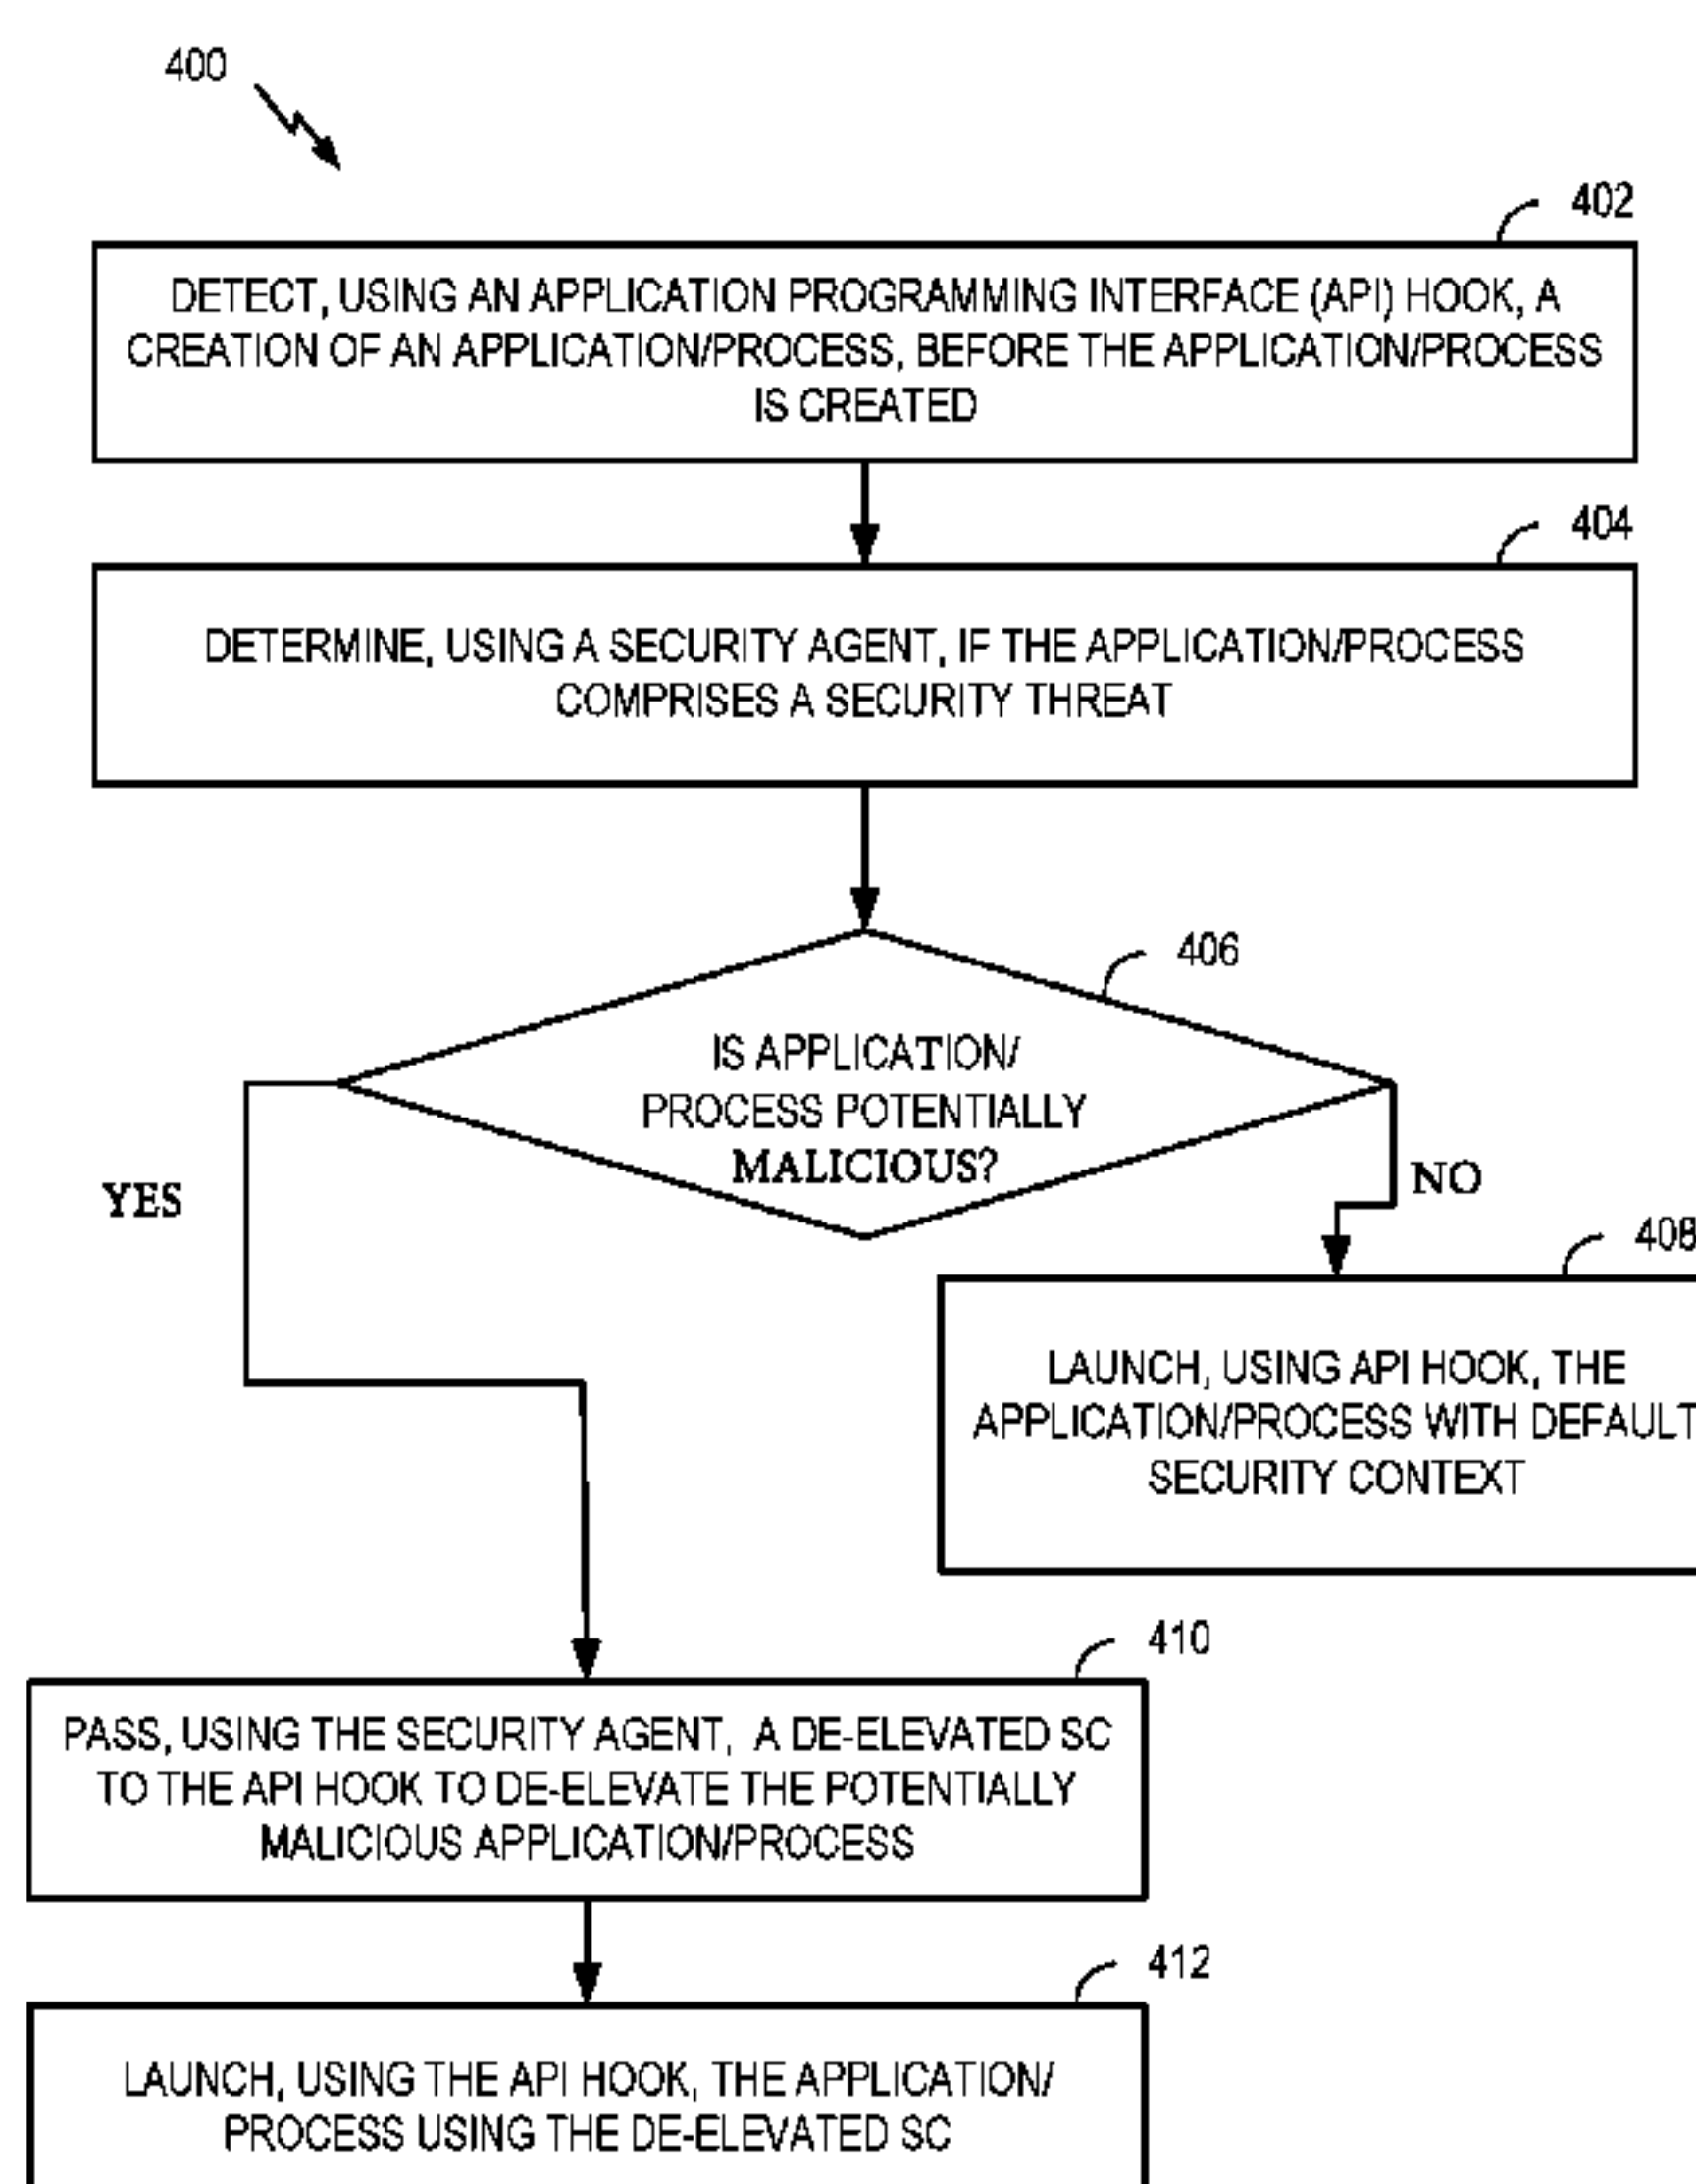 400
402
DETECT, USING AN APPLICATION PROGRAMMING INTERFACE (API) HOOK, A
CREATION OF AN APPLICATION/PROCESS, BEFORE THE APPLICATION/PROCESS
IS CREATED
404
DETERMINE, USING A SECURITY AGENT, IF THE APPLICATION/PROCESS
COMPRISES A SECURITY THREAT
406
IS APPLICATION/
PROCESS POTENTIALLY
MALICIOUS?
YES
NO
408
LAUNCH, USING API HOOK, THE
APPLICATION/PROCESS WITH DEFAULT
SECURITY CONTEXT
410
PASS, USING THE SECURITY AGENT, A DE-ELEVATED SC
TO THE API HOOK TO DE-ELEVATE THE POTENTIALLY
MALICIOUS APPLICATION/PROCESS
412
LAUNCH, USING THE API HOOK, THE APPLICATION/
PROCESS USING THE DE-ELEVATED SC